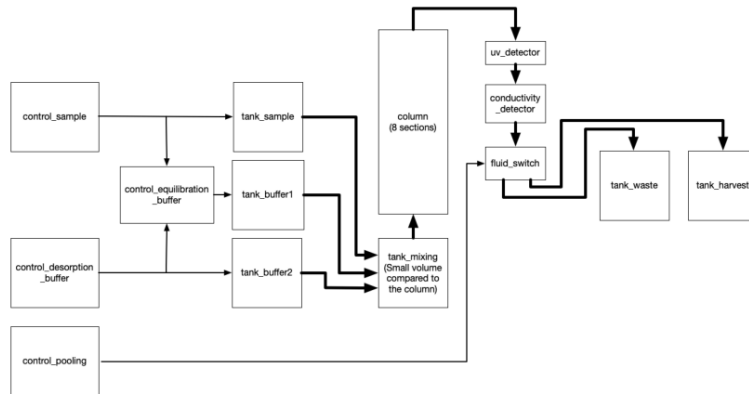 uv_detector
column
(8 sections)
control_sample
tank_sample
conductivity
_detector
fluid_switch
control_equilibration
_buffer
tank_buffer1
tank_waste
tank_harvest
control_desorption
_buffer
tank_buffer2
tank_mixing
(Small volume
compared to
the column)
control_pooling